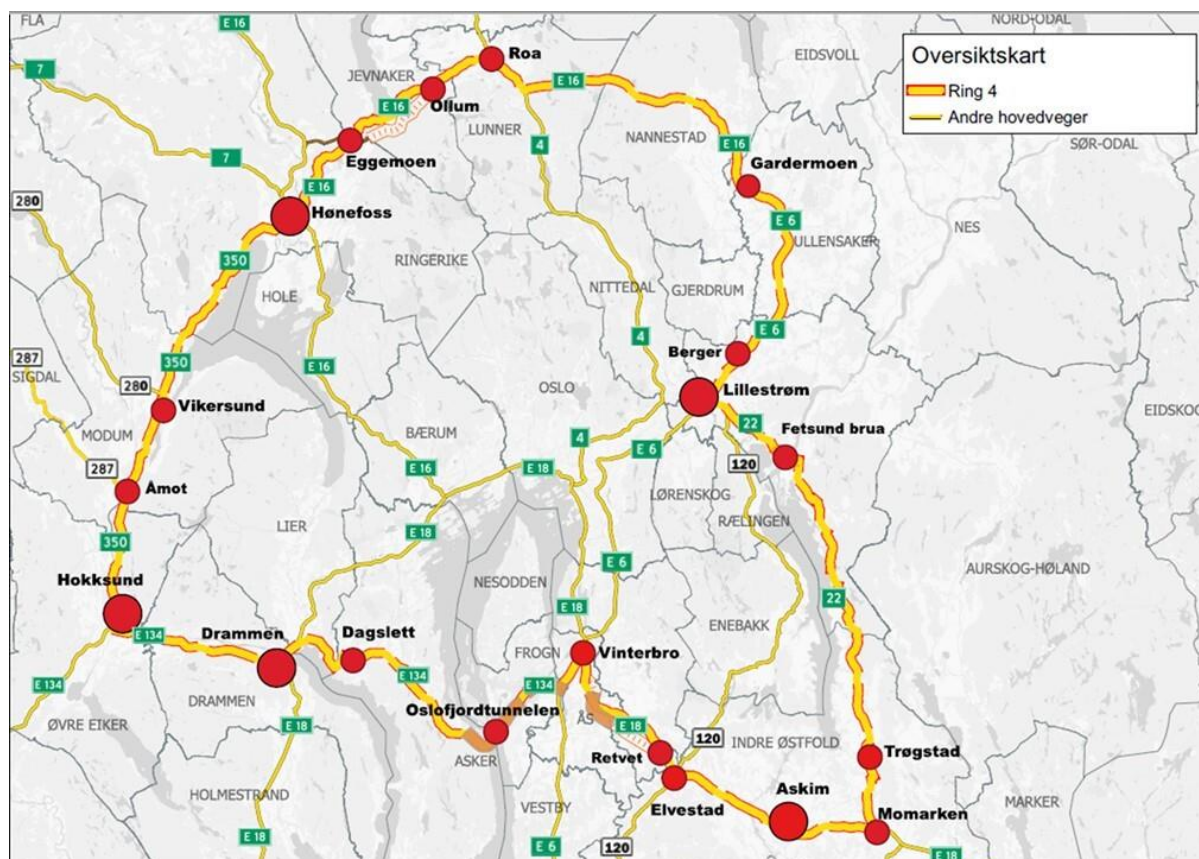 FLÅ
E 16
E 16
NORD-ODAL
Roa
EIDSVOLL
Oversiktskart
Ring 4
Andre hovedveger
7
JEVNAKER
E 16
Ollum
E 16
E 16
LUNNER
NANNESTAD
SØR-ODAL
E 16
4
Eggemoen
7
Gardermoen
E 16
280
Hønefoss
E 6
NES
ULLENSAKER
350
RINGERIKE
HOLE
NITTEDAL
GJERDRUM
E 6
4
287
350
Berger
E 16
SIGDAL
280
OSLO
Lillestrøm
EIDSKOG
Vikersund
22
Fetsund brua
MODUM
BÆRUM
4
E 6
287
E 16
E 18
120
Åmot
LØRENSKOG
RÆLINGEN
LIER
E 18
350
NESODDEN
E 6
AURSKOG-HØLAND
Hokksund
22
E 18
ENEBAKK
E 134
Drammen
Dagslett
FROGN
Vinterbro
E 134
E 134
E 134
DRAMMEN
Oslofjordtunnelen
ÅS
E 18
ØVRE EIKER
E 18
120
INDRE ØSTFOLD
Trøgstad
ASKER
Retvet
Elvestad
Askim
HOLMESTRAND
VESTBY
MARKER
Momarken
E 18
E 6
120
E 18